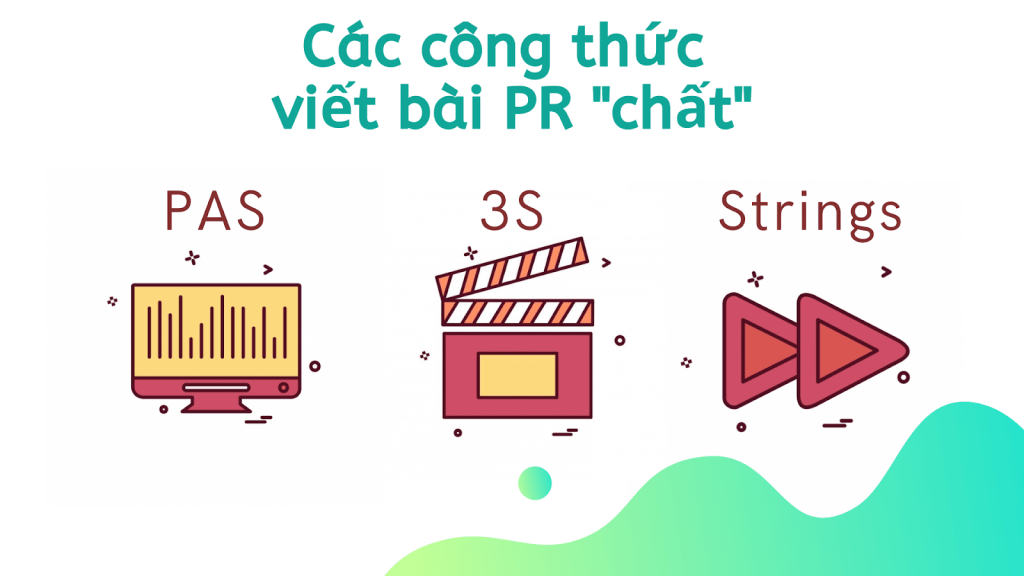 Các công thức
viết bài PR "chất"
PAS
3S
Strings